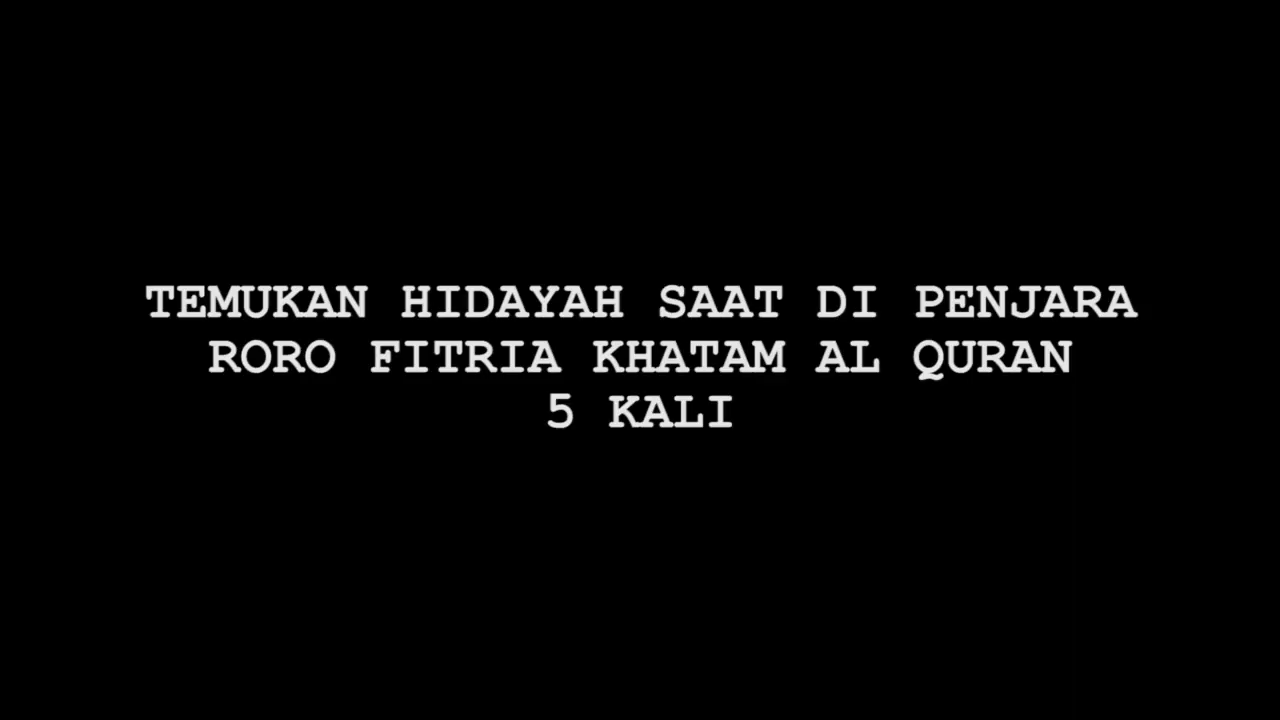 TEMUKAN HIDAYAH SAAT DI PENJARA
RORO FITRIA KHATAM AL QURAN
5 KALI